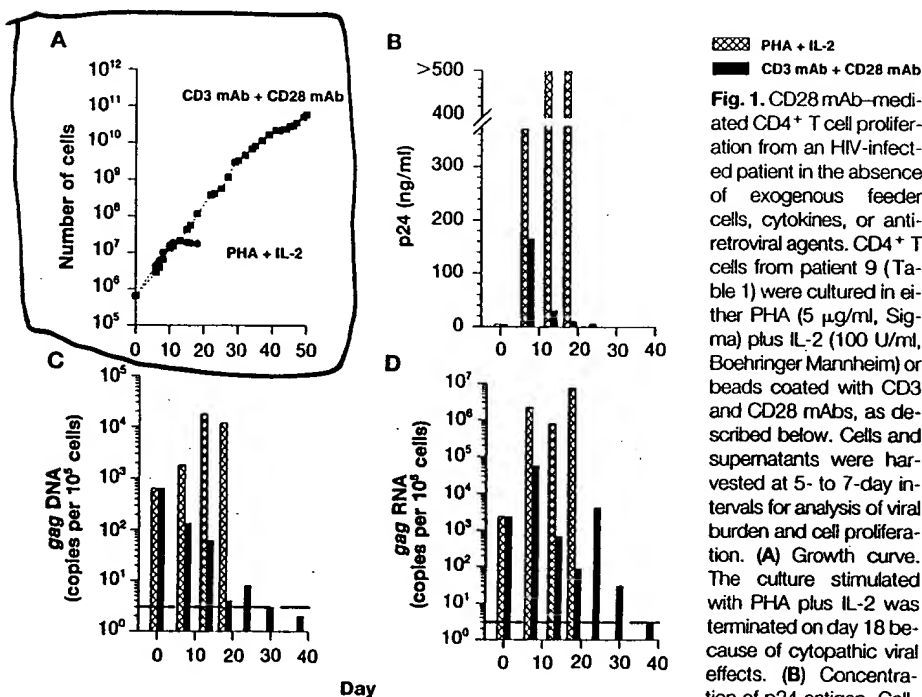 A
Number of cells
10¹²
10¹¹
10¹⁰
10⁹
10⁸
10⁷
10⁶
10⁵
CD3 mAb + CD28 mAb
PHA + IL-2
0 10 20 30 40 50
B
p24 (ng/ml)
>500
400
300
200
100
0
0 10 20 30 40
C
gag DNA
(copies per 10⁵ cells)
10⁵
10⁴
10³
10²
10¹
10⁰
0 10 20 30 40
D
gag RNA
(copies per 10⁵ cells)
10⁷
10⁶
10⁵
10⁴
10³
10²
10¹
10⁰
0 10 20 30 40
Day
PHA + IL-2
CD3 mAb + CD28 mAb
Fig. 1. CD28 mAb–medi-
ated CD4⁺ T cell prolifer-
ation from an HIV-infect-
ed patient in the absence
of exogenous feeder
cells, cytokines, or anti-
retroviral agents. CD4⁺ T
cells from patient 9 (Ta-
ble 1) were cultured in ei-
ther PHA (5 μg/ml, Sig-
ma) plus IL-2 (100 U/ml,
Boehringer Mannheim) or
beads coated with CD3
and CD28 mAbs, as de-
scribed below. Cells and
supernatants were har-
vested at 5- to 7-day in-
tervals for analysis of viral
burden and cell prolifera-
tion. (A) Growth curve.
The culture stimulated
with PHA plus IL-2 was
terminated on day 18 be-
cause of cytopathic viral
effects. (B) Concentra-
tion of p24 antigen. Cell-